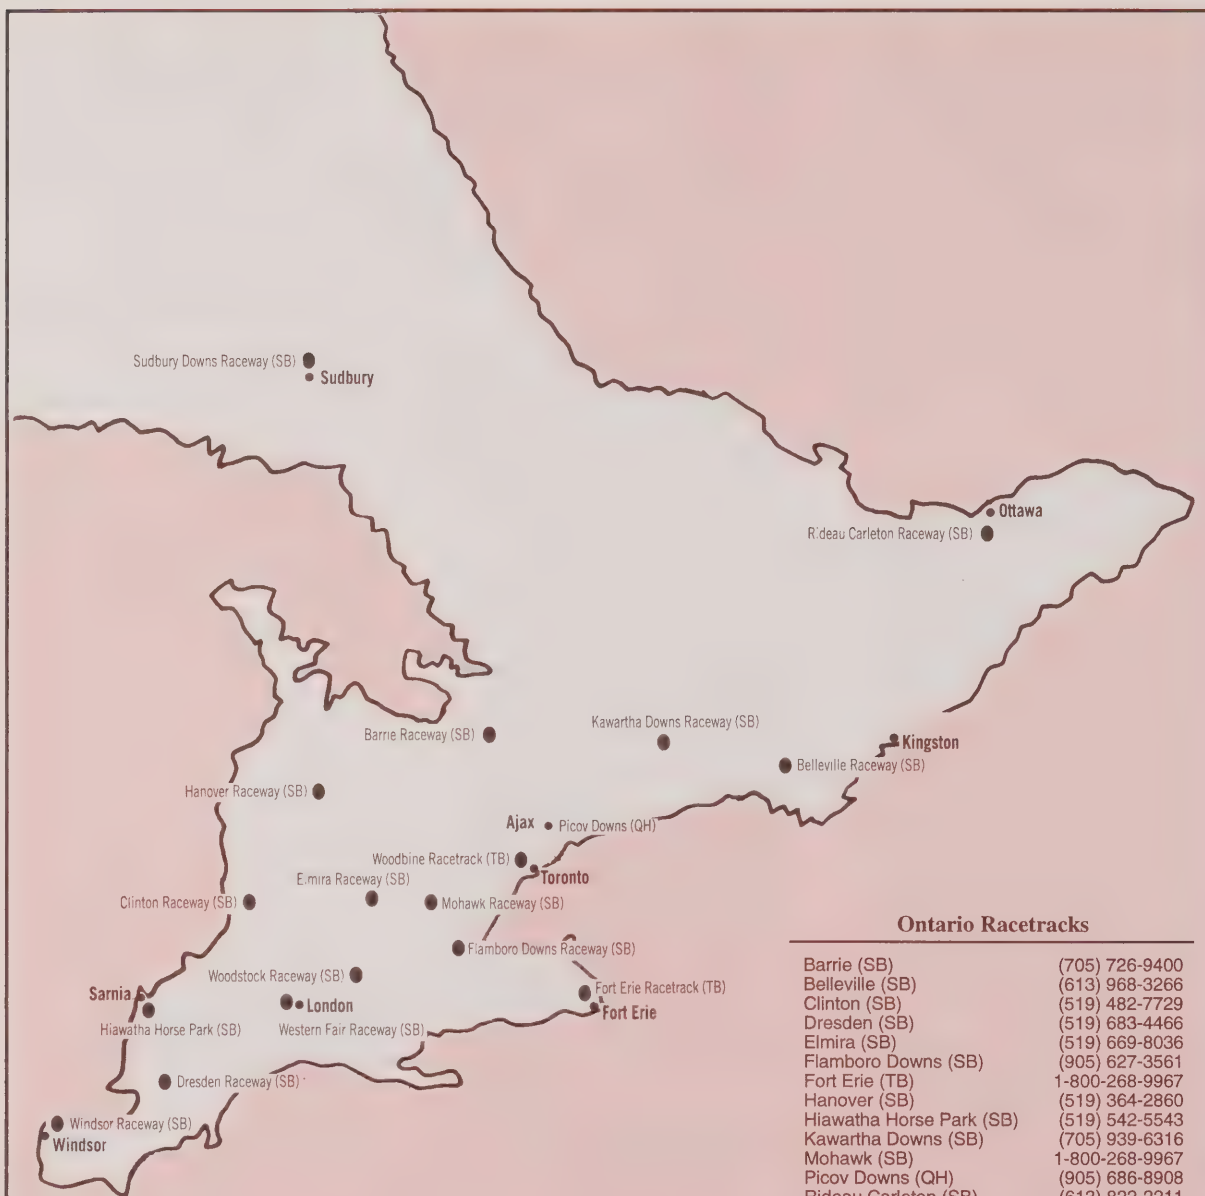 Sudbury Downs Raceway (SB)
Sudbury
Ottawa
Rideau Carleton Raceway (SB)
Kawartha Downs Raceway (SB)
Barrie Raceway (SB)
Kingston
Belleville Raceway (SB)
Hanover Raceway (SB)
Ajax
Picov Downs (QH)
Woodbine Racetrack (TB)
Toronto
Elmira Raceway (SB)
Clinton Raceway (SB)
Mohawk Raceway (SB)
Flamboro Downs Raceway (SB)
Woodstock Raceway (SB)
Fort Erie Racetrack (TB)
Sarnia
London
Fort Erie
Hiawatha Horse Park (SB)
Western Fair Raceway (SB)
Dresden Raceway (SB)
Windsor Raceway (SB)
Windsor
Ontario Racetracks
Barrie (SB) (705) 726-9400
Belleville (SB) (613) 968-3266
Clinton (SB) (519) 482-7729
Dresden (SB) (519) 683-4466
Elmira (SB) (519) 669-8036
Flamboro Downs (SB) (905) 627-3561
Fort Erie (TB) 1-800-268-9967
Hanover (SB) (519) 364-2860
Hiawatha Horse Park (SB) (519) 542-5543
Kawartha Downs (SB) (705) 939-6316
Mohawk (SB) 1-800-268-9967
Picov Downs (QH) (905) 686-8908
Rideau Carleton (SB)